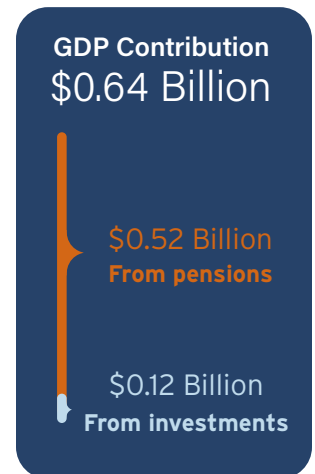 GDP Contribution
$0.64 Billion
$0.52 Billion
From pensions
$0.12 Billion
From investments